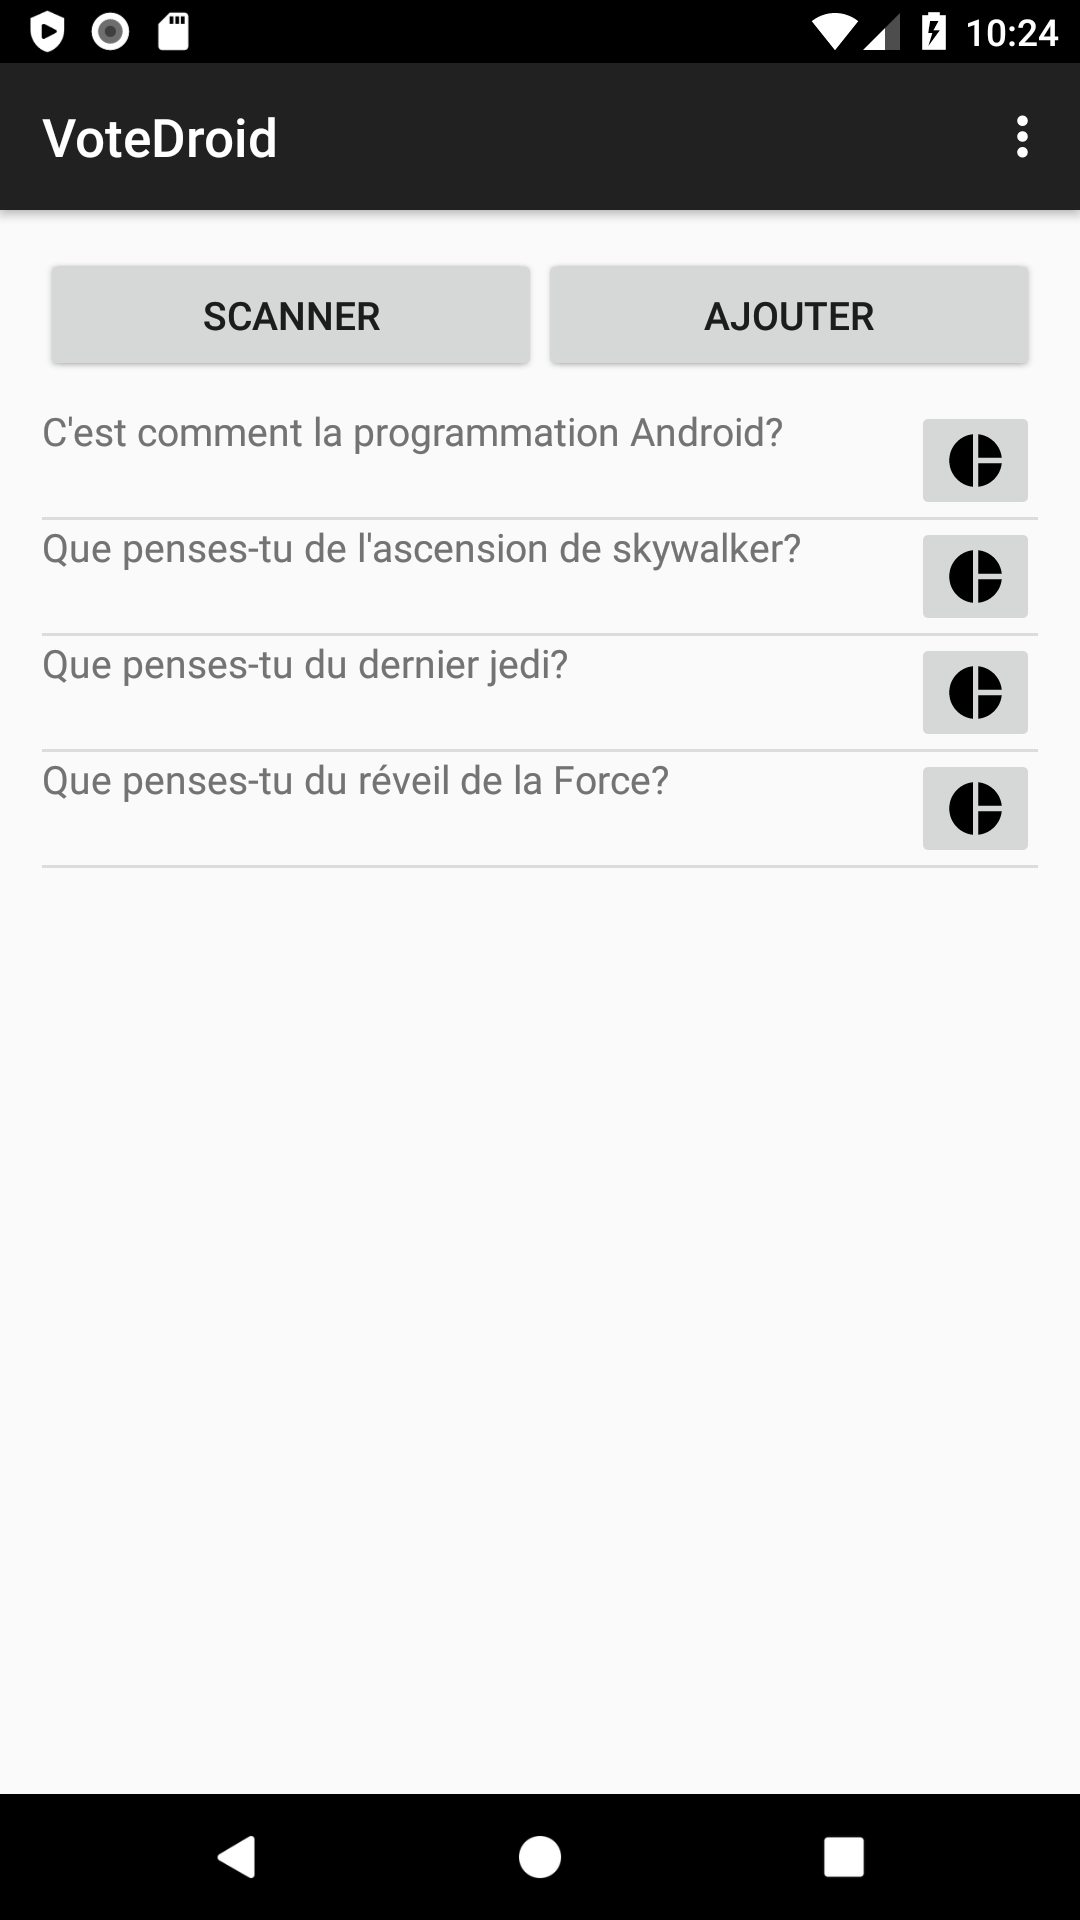 10:24
VoteDroid
SCANNER
AJOUTER
C'est comment la programmation Android?
Que penses-tu de l'ascension de skywalker?
Que penses-tu du dernier jedi?
Que penses-tu du réveil de la Force?